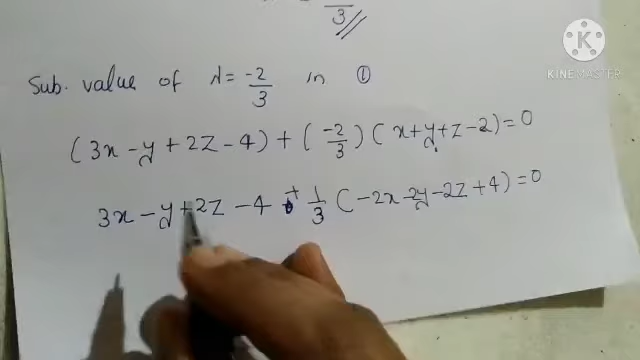 3
K
KINEMASTER
Sub. value of λ = -2/3 in ①
(3x - y + 2z - 4) + (-2/3) (x + y + z - 2) = 0
3x - y + 2z - 4 + 1/3 (-2x - 2y - 2z + 4) = 0